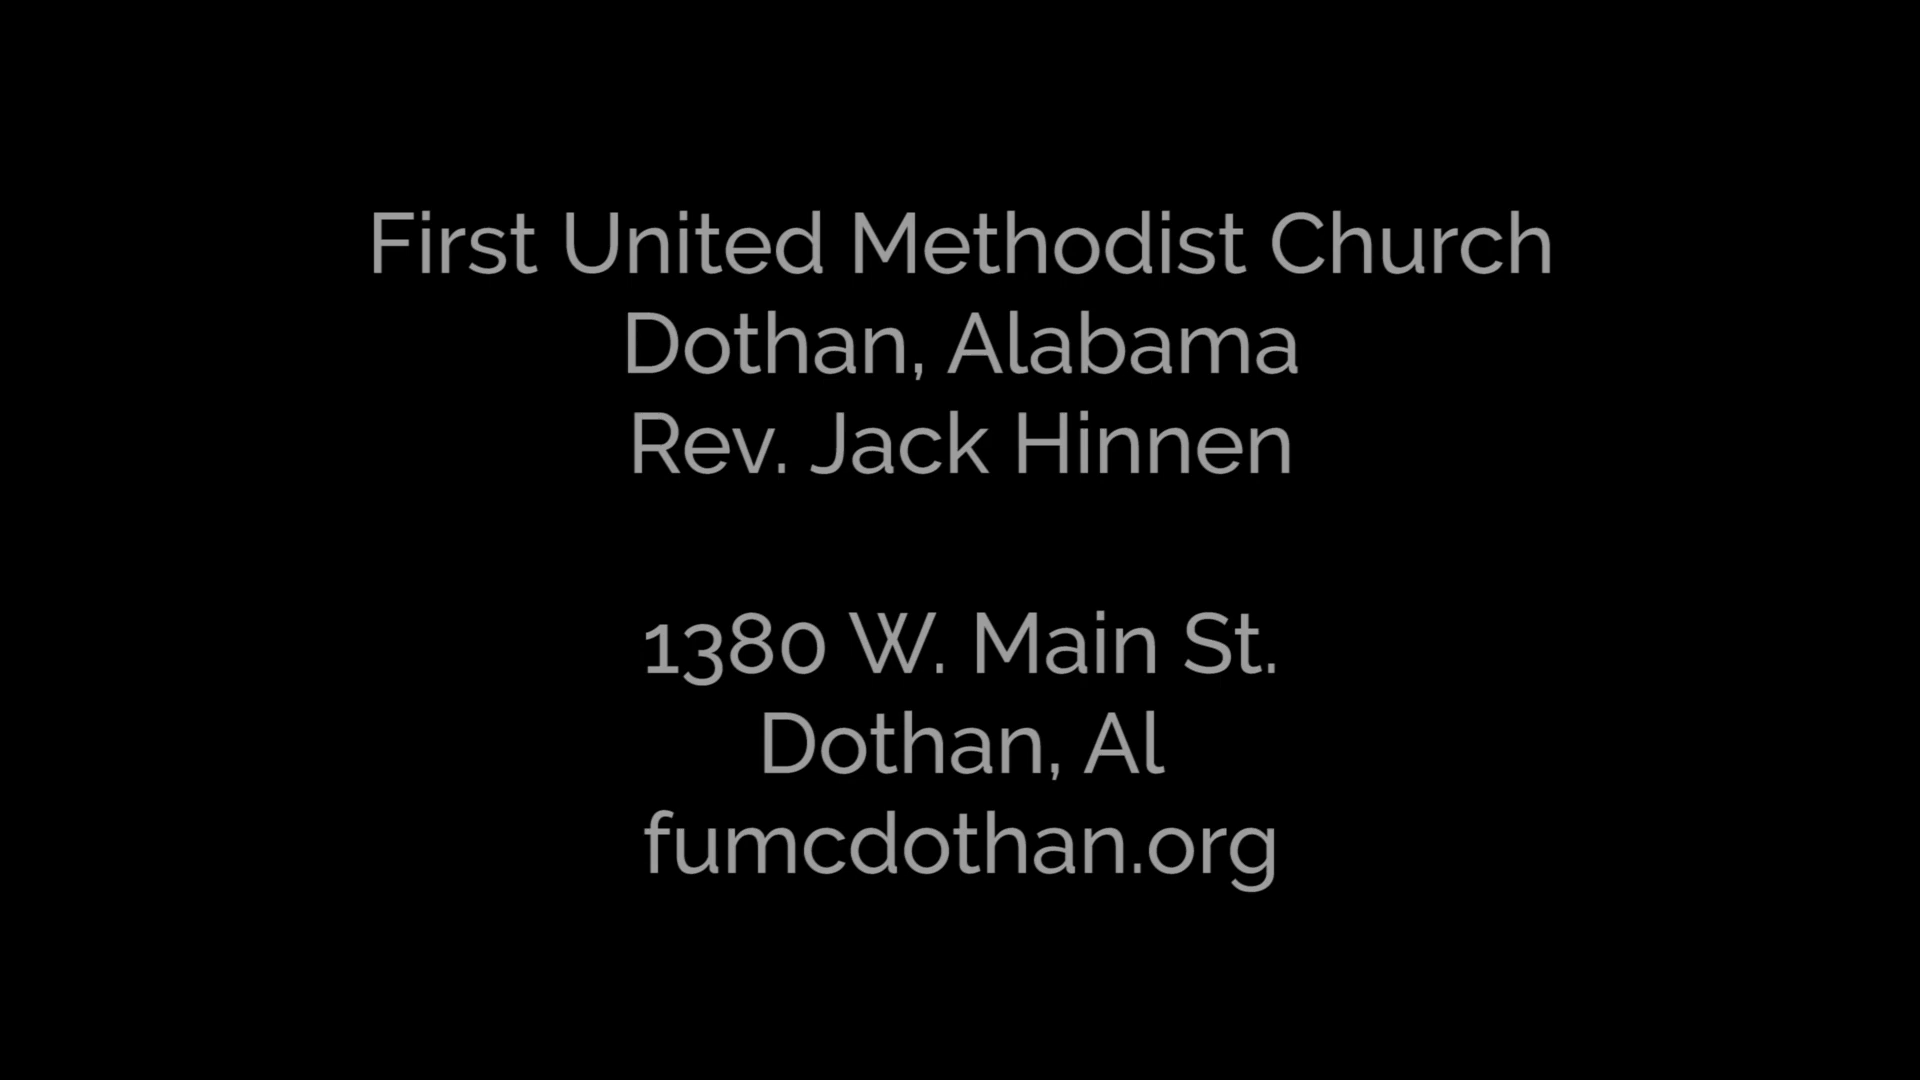 First United Methodist Church
Dothan, Alabama
Rev. Jack Hinnen
1380 W. Main St.
Dothan, Al
fumcdothan.org